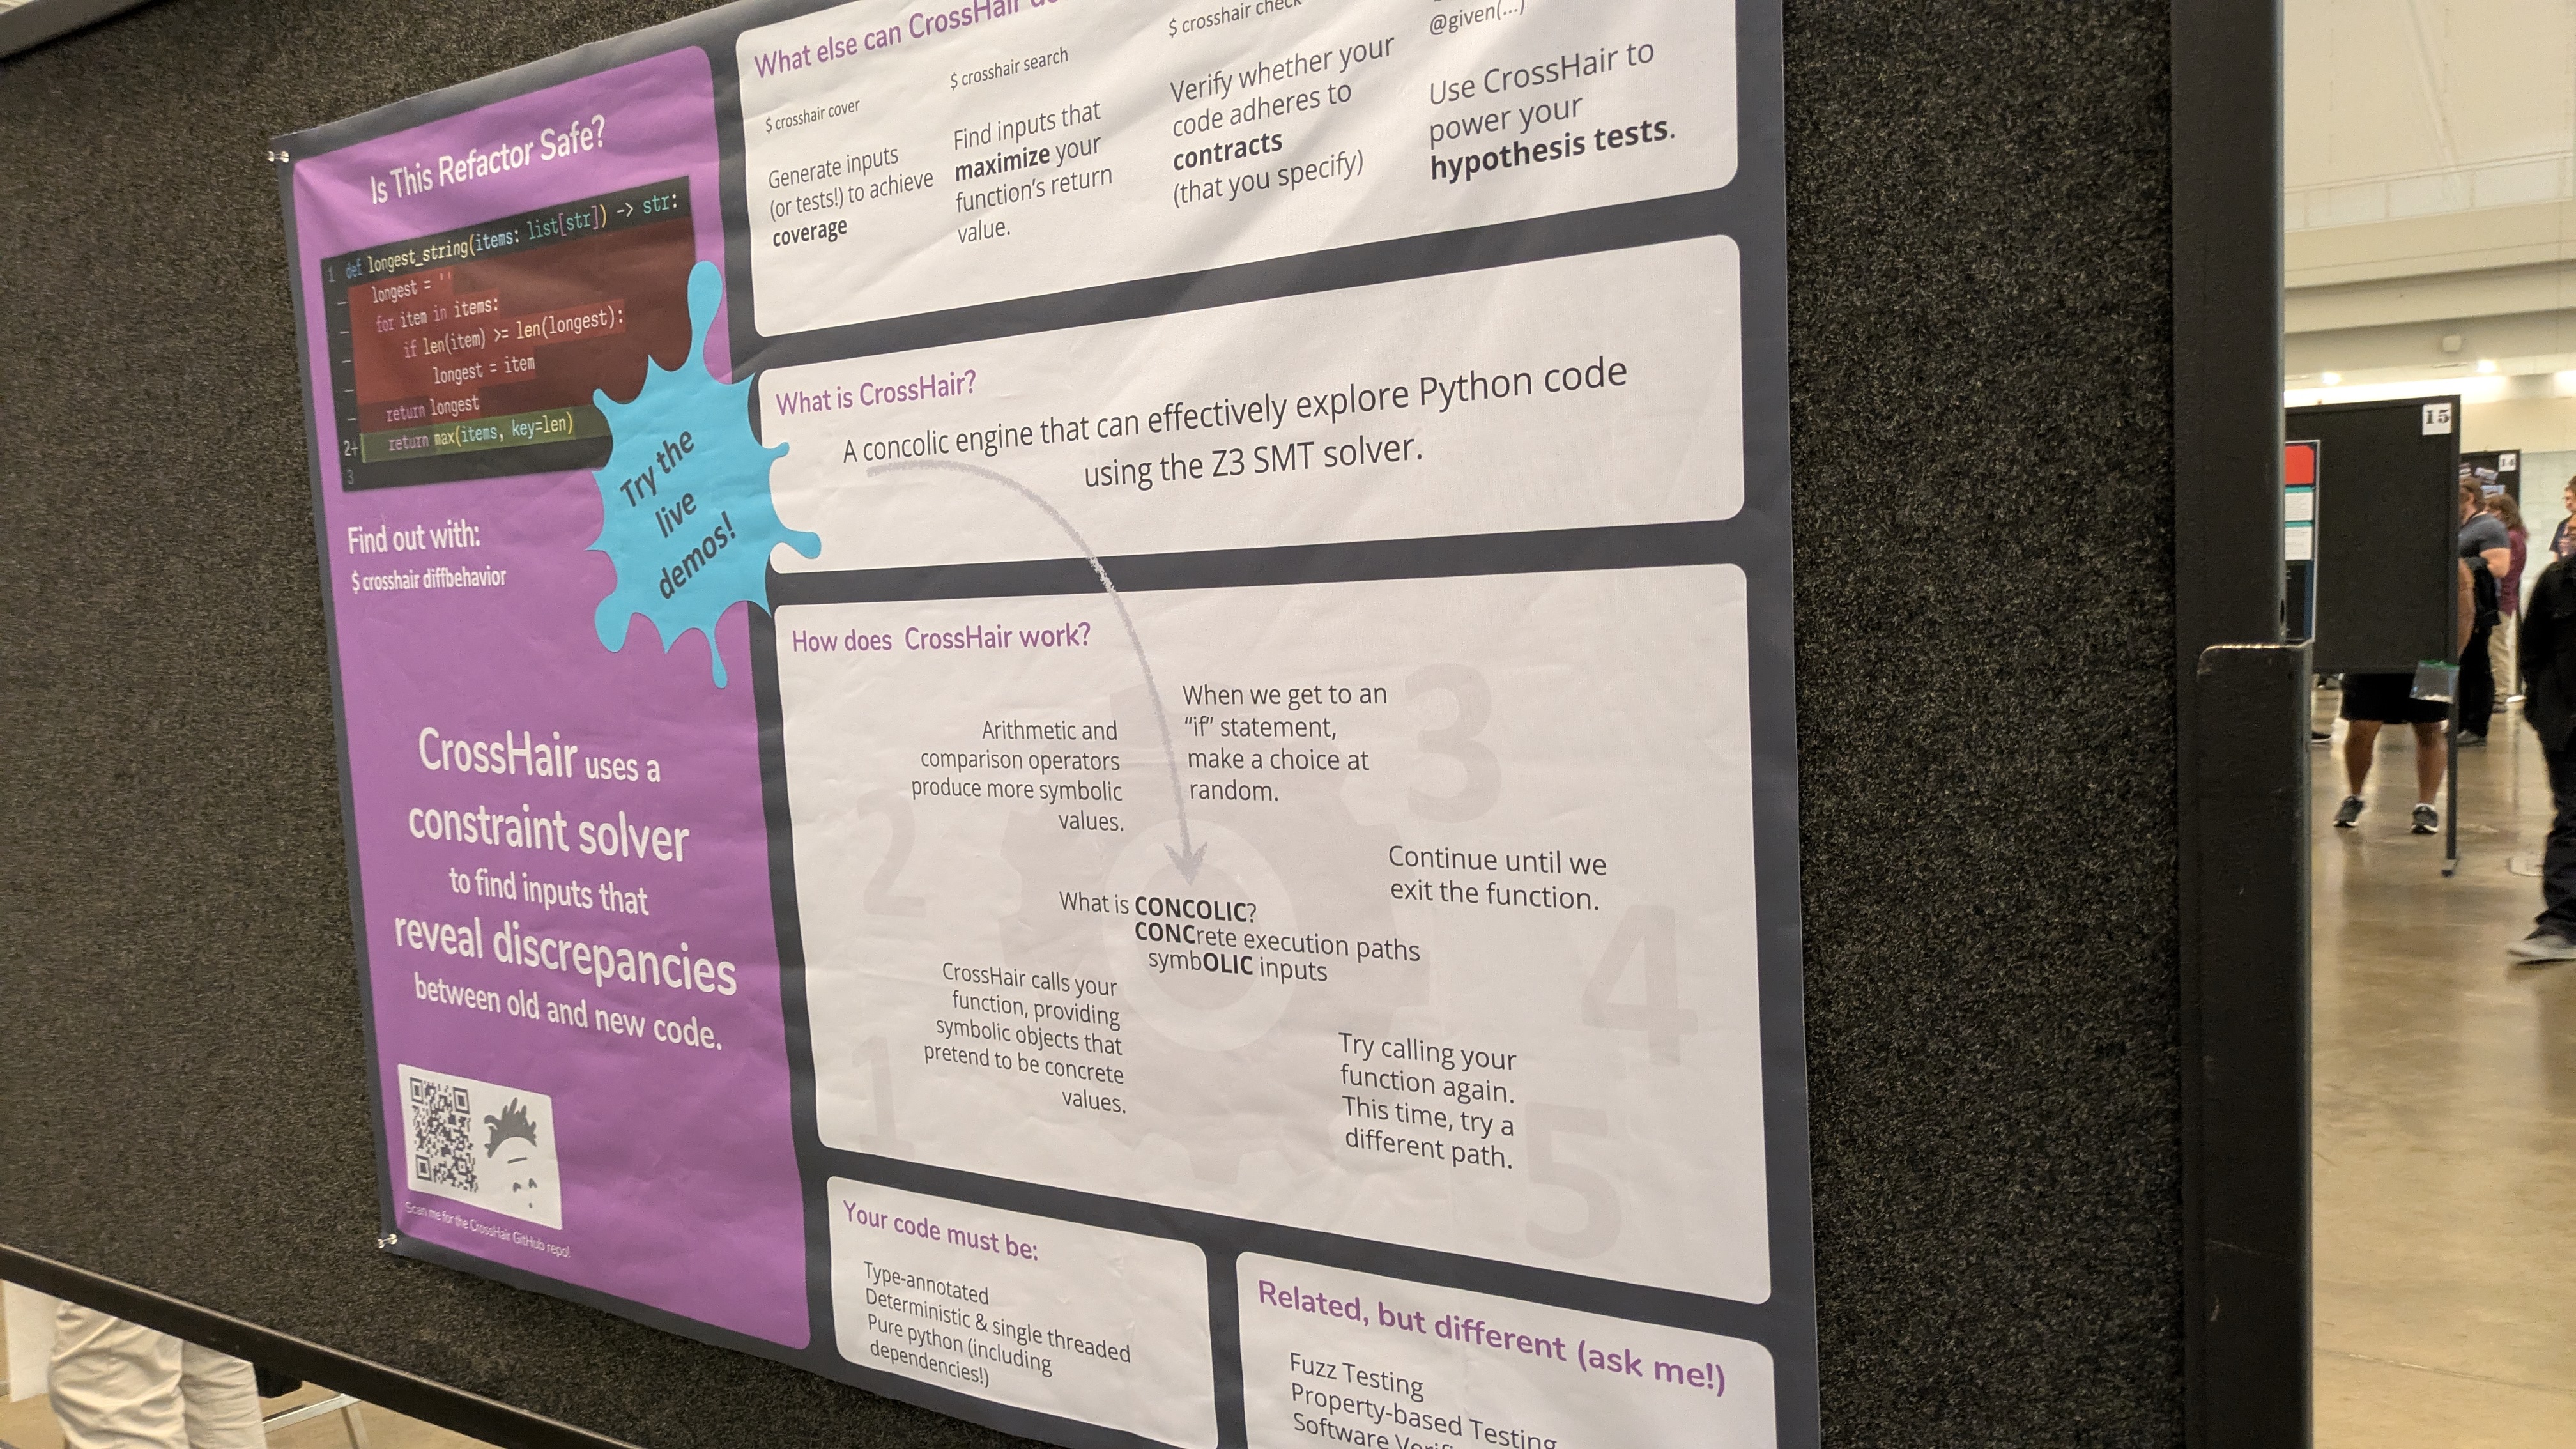 Is This Refactor Safe?
1 def longest_string(items: list[str]) -> str:
longest = ''
for item in items:
if len(item) >= len(longest):
longest = item
return longest
2+ return max(items, key=len)
3
Find out with:
$ crosshair diffbehavior
Try the
live
demos!
CrossHair uses a
constraint solver
to find inputs that
reveal discrepancies
between old and new code.
Scan me for the CrossHair GitHub repo!
What else can CrossHair
$ crosshair cover
Generate inputs
(or tests!) to achieve
coverage
$ crosshair search
Find inputs that
maximize your
function's return
value.
$ crosshair check
Verify whether your
code adheres to
contracts
(that you specify)
@given(...)
Use CrossHair to
power your
hypothesis tests.
What is CrossHair?
A concolic engine that can effectively explore Python code
using the Z3 SMT solver.
How does CrossHair work?
1
CrossHair calls your
function, providing
symbolic objects that
pretend to be concrete
values.
2
Arithmetic and
comparison operators
produce more symbolic
values.
3
When we get to an
"if" statement,
make a choice at
random.
4
Continue until we
exit the function.
5
Try calling your
function again.
This time, try a
different path.
What is CONCOLIC?
CONCrete execution paths
symbOLIC inputs
Your code must be:
Type-annotated
Deterministic & single threaded
Pure python (including
dependencies!)
Related, but different (ask me!)
Fuzz Testing
Property-based Testing
Software
15
14